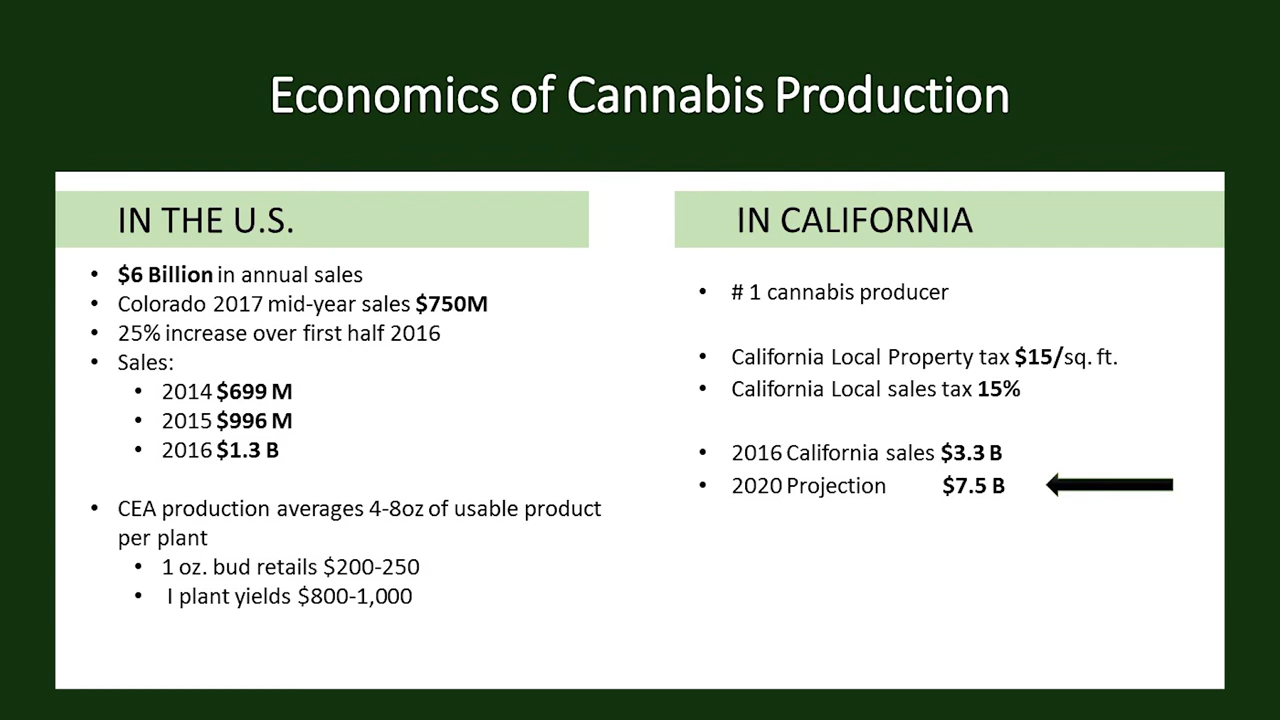 Economics of Cannabis Production
IN THE U.S.
• $6 Billion in annual sales
• Colorado 2017 mid-year sales $750M
• 25% increase over first half 2016
• Sales:
• 2014 $699 M
• 2015 $996 M
• 2016 $1.3 B
• CEA production averages 4-8oz of usable product
per plant
• 1 oz. bud retails $200-250
• I plant yields $800-1,000
IN CALIFORNIA
• # 1 cannabis producer
• California Local Property tax $15/sq. ft.
• California Local sales tax 15%
• 2016 California sales $3.3 B
• 2020 Projection $7.5 B